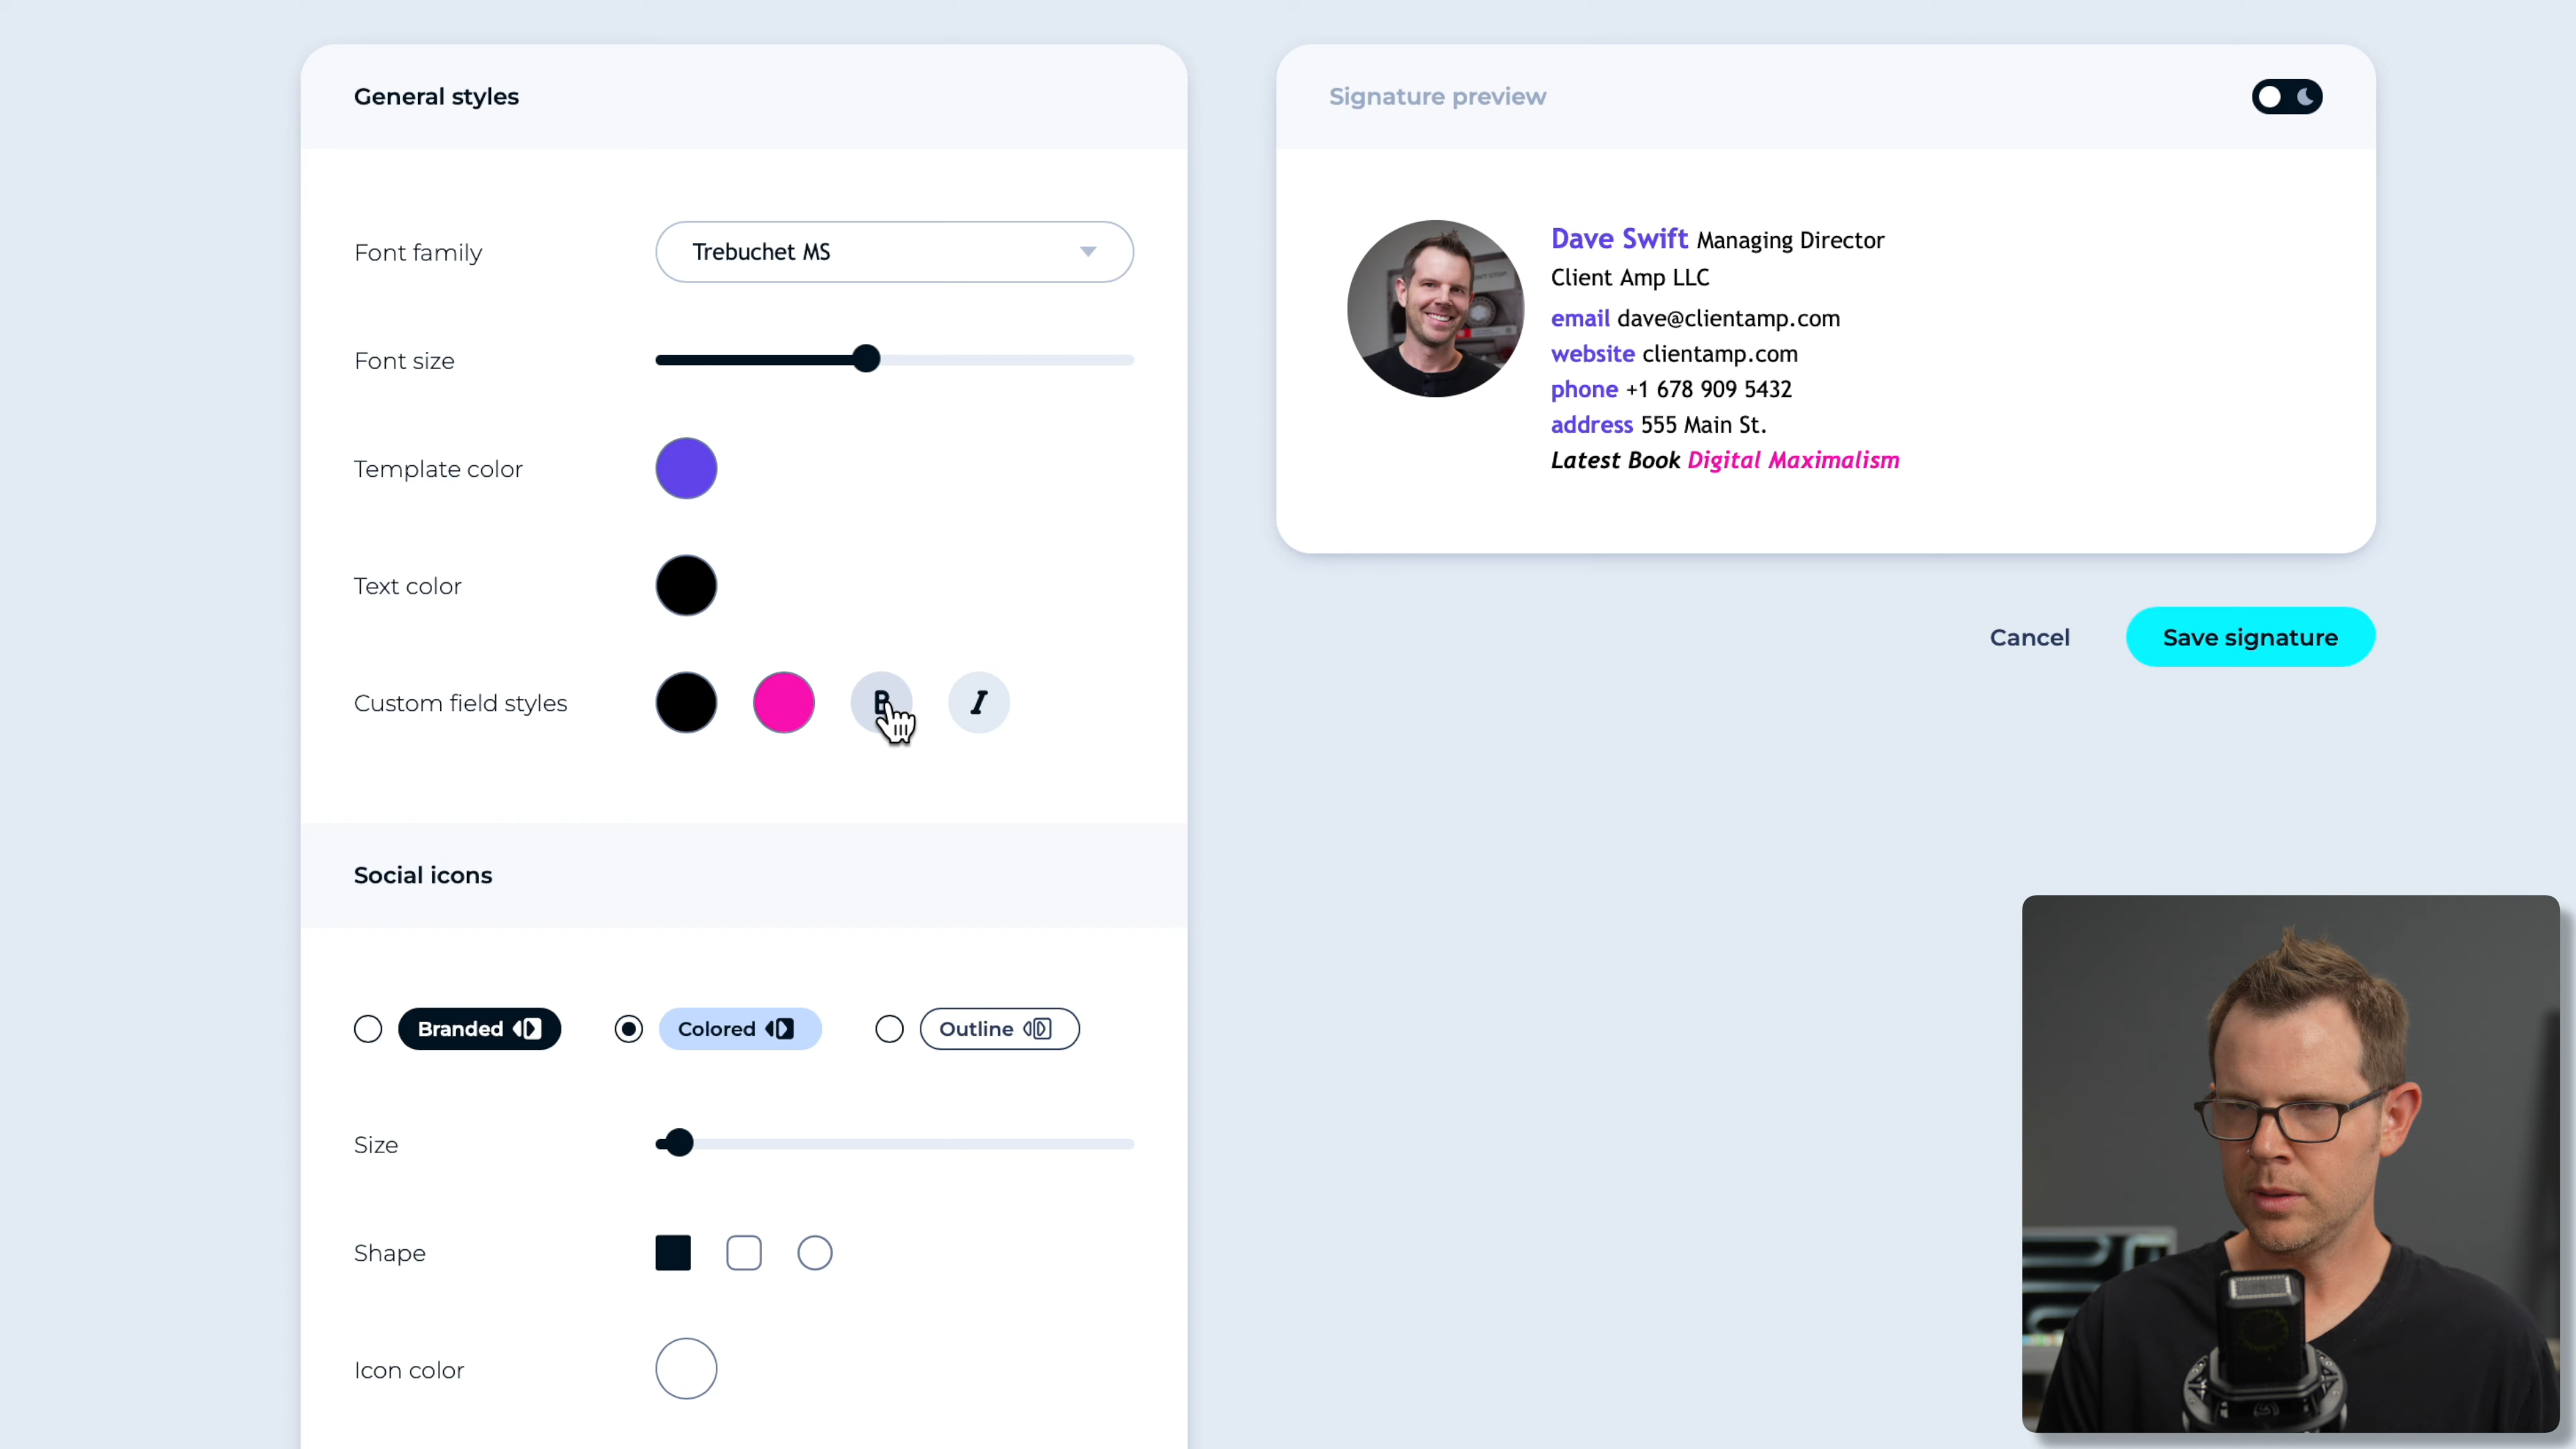 General styles
Font family
Trebuchet MS
Font size
Template color
Text color
Custom field styles
B
I
Social icons
Branded
Colored
Outline
Size
Shape
Icon color
Signature preview
Dave Swift Managing Director
Client Amp LLC
email dave@clientamp.com
website clientamp.com
phone +1 678 909 5432
address 555 Main St.
Latest Book Digital Maximalism
Cancel
Save signature